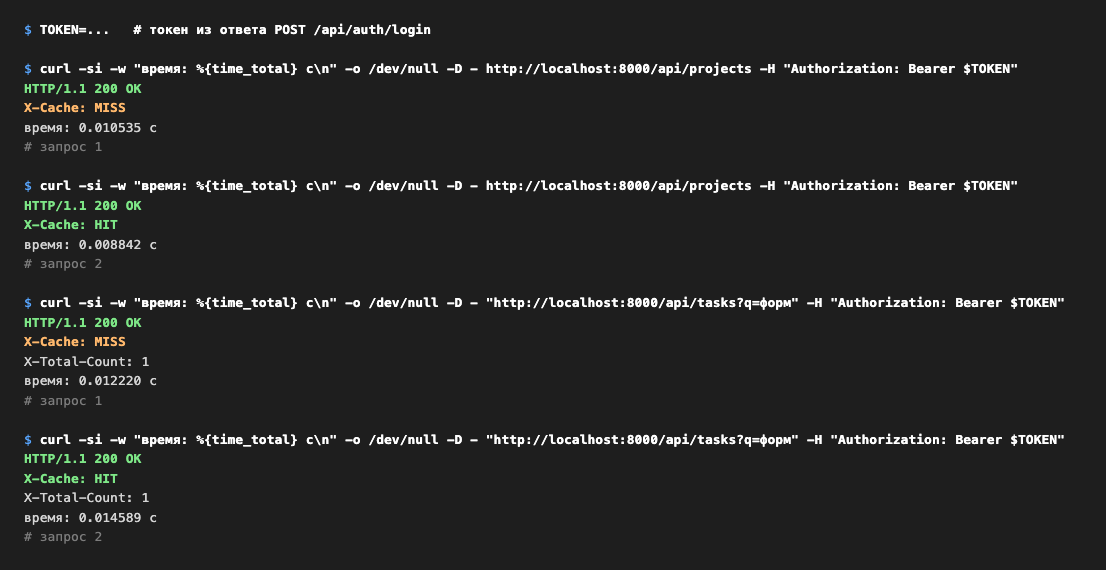 $ TOKEN=...   # токен из ответа POST /api/auth/login
$ curl -si -w "время: %{time_total} с\n" -o /dev/null -D - http://localhost:8000/api/projects -H "Authorization: Bearer $TOKEN"
HTTP/1.1 200 OK
X-Cache: MISS
время: 0.010535 с
# запрос 1
$ curl -si -w "время: %{time_total} с\n" -o /dev/null -D - http://localhost:8000/api/projects -H "Authorization: Bearer $TOKEN"
HTTP/1.1 200 OK
X-Cache: HIT
время: 0.008842 с
# запрос 2
$ curl -si -w "время: %{time_total} с\n" -o /dev/null -D - "http://localhost:8000/api/tasks?q=форм" -H "Authorization: Bearer $TOKEN"
HTTP/1.1 200 OK
X-Cache: MISS
X-Total-Count: 1
время: 0.012220 с
# запрос 1
$ curl -si -w "время: %{time_total} с\n" -o /dev/null -D - "http://localhost:8000/api/tasks?q=форм" -H "Authorization: Bearer $TOKEN"
HTTP/1.1 200 OK
X-Cache: HIT
X-Total-Count: 1
время: 0.014589 с
# запрос 2